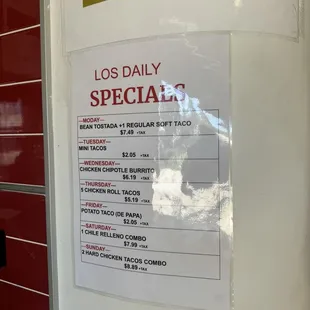 LOS DAILY
SPECIALS
—MODAY—
BEAN TOSTADA +1 REGULAR SOFT TACO
$7.49 +TAX
—TUESDAY—
MINI TACOS
$2.05 +TAX
—WEDNESDAY—
CHICKEN CHIPOTLE BURRITO
$6.19 +TAX
—THURSDAY—
5 CHICKEN ROLL TACOS
$5.19 +TAX
—FRIDAY—
POTATO TACO (DE PAPA)
$2.05 +TAX
—SATURDAY—
1 CHILE RELLENO COMBO
$7.99 +TAX
—SUNDAY—
2 HARD CHICKEN TACOS COMBO
$8.89 +TAX